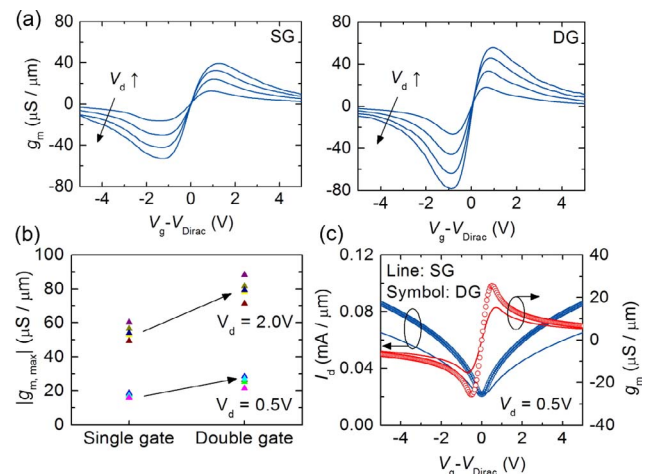 (a)
SG
DG
80
40
0
-40
-80
80
40
0
-40
-80
V_d ↑
V_d ↑
g_m (μS / μm)
-4 -2 0 2 4
-4 -2 0 2 4
V_g-V_Dirac (V)
V_g-V_Dirac (V)
(b)
100
80
60
40
20
0
|g_m, max| (μS / μm)
V_d = 2.0V
V_d = 0.5V
Single gate Double gate
(c)
0.12
0.08
0.04
0.00
I_d (mA / μm)
Line: SG
Symbol: DG
V_d = 0.5V
40
20
0
-20
-40
g_m (μS / μm)
-4 -2 0 2 4
V_g-V_Dirac (V)